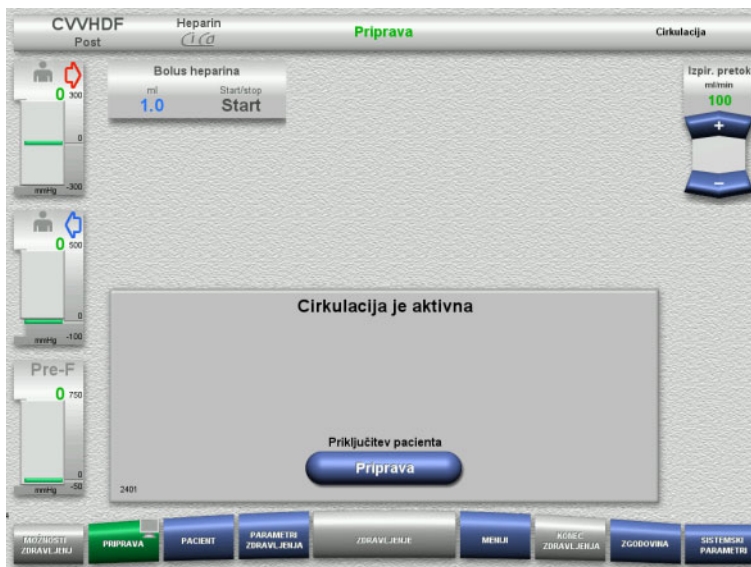 CVVHDF
Post
Heparin
CiCa
Priprava
Cirkulacija
0
300
0
-300
mmHg
Bolus heparina
ml
Start/stop
1.0
Start
Izpir. pretok
ml/min
100
+
−
0
500
0
-100
mmHg
Pre-F
0
750
0
-50
mmHg
Cirkulacija je aktivna
Priključitev pacienta
Priprava
2401
MOŽNOSTI
ZDRAVLJENJ
PRIPRAVA
PACIENT
PARAMETRI
ZDRAVLJENJA
ZDRAVLJENJE
MENIJI
KONEC
ZDRAVLJENJA
ZGODOVINA
SISTEMSKI
PARAMETRI